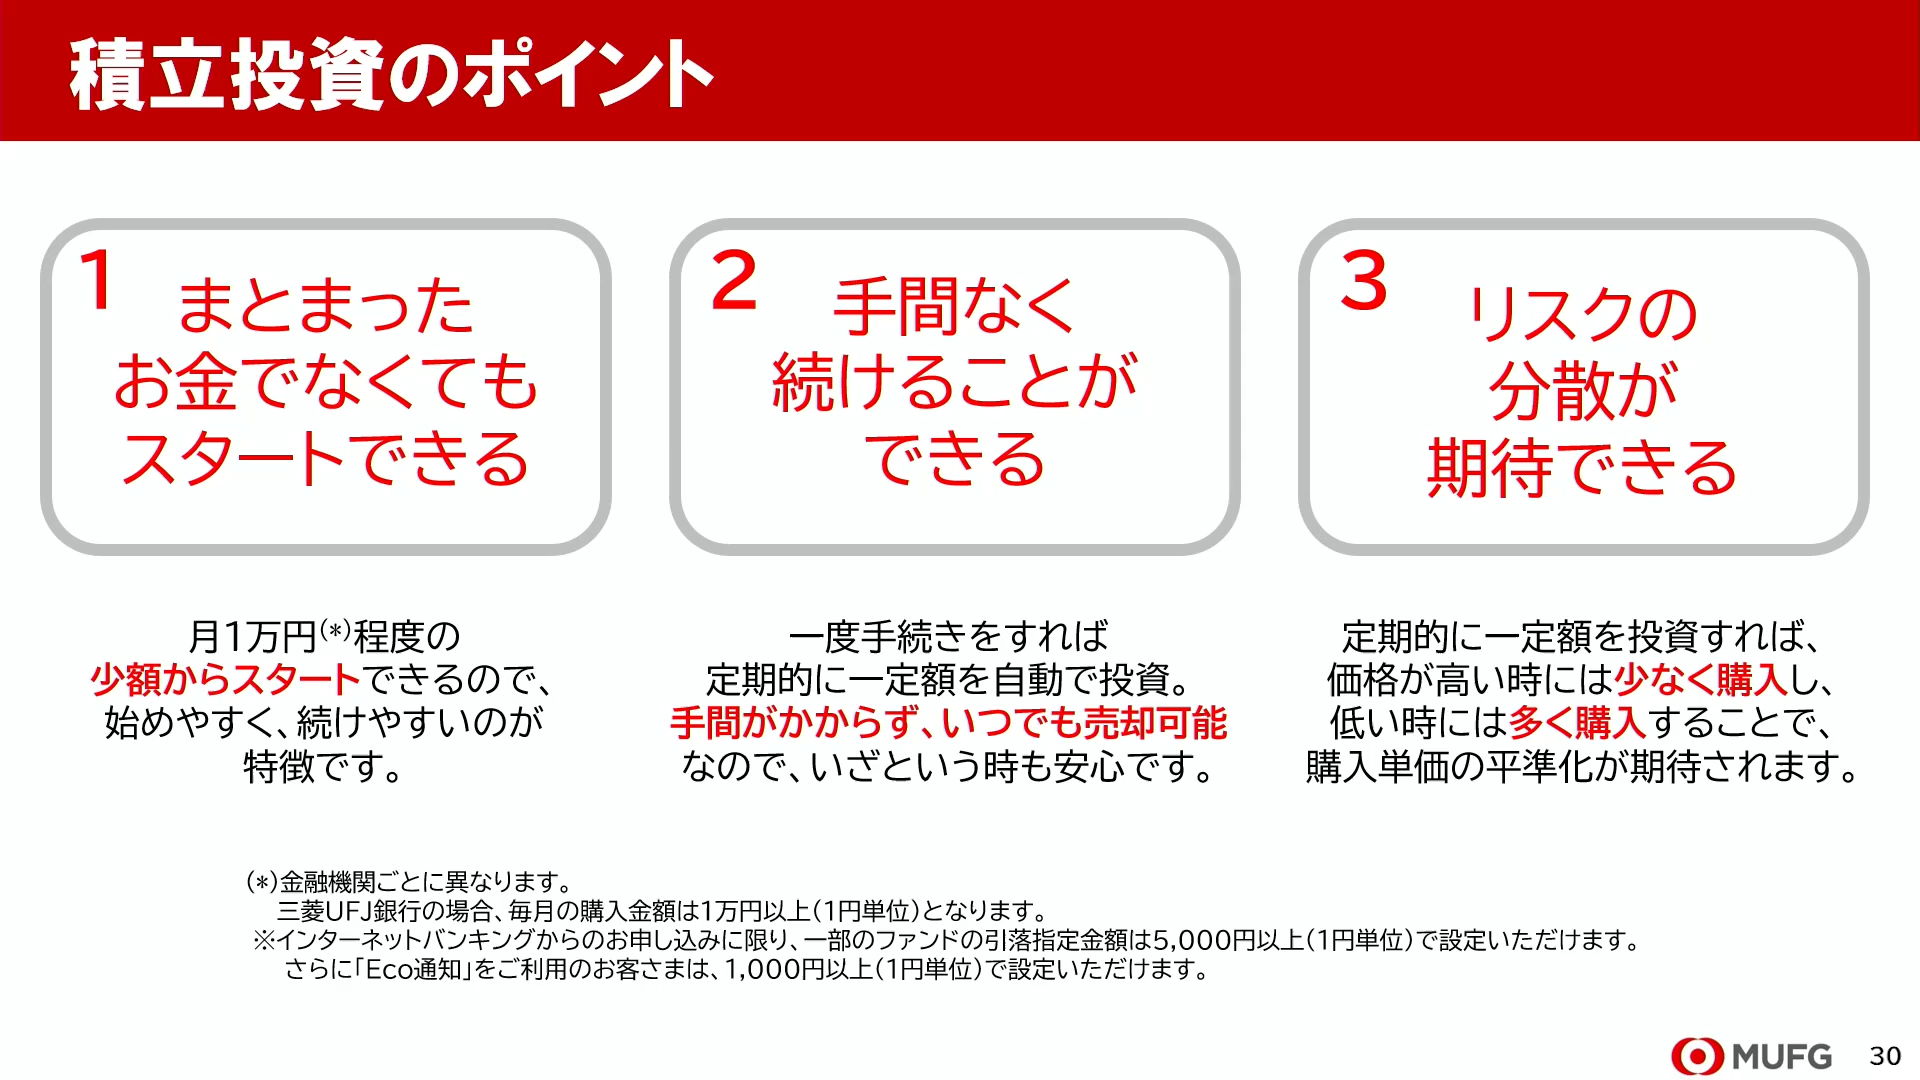 積立投資のポイント
1
まとまった
お金でなくても
スタートできる
月1万円(*)程度の
少額からスタートできるので、
始めやすく、続けやすいのが
特徴です。
2
手間なく
続けることが
できる
一度手続きをすれば
定期的に一定額を自動で投資。
手間がかからず、いつでも売却可能
なので、いざという時も安心です。
3
リスクの
分散が
期待できる
定期的に一定額を投資すれば、
価格が高い時には少なく購入し、
低い時には多く購入することで、
購入単価の平準化が期待されます。
(*)金融機関ごとに異なります。
三菱UFJ銀行の場合、毎月の購入金額は1万円以上(1円単位)となります。
※インターネットバンキングからのお申し込みに限り、一部のファンドの引落指定金額は5,000円以上(1円単位)で設定いただけます。
さらに「Eco通知」をご利用のお客さまは、1,000円以上(1円単位)で設定いただけます。
MUFG
30